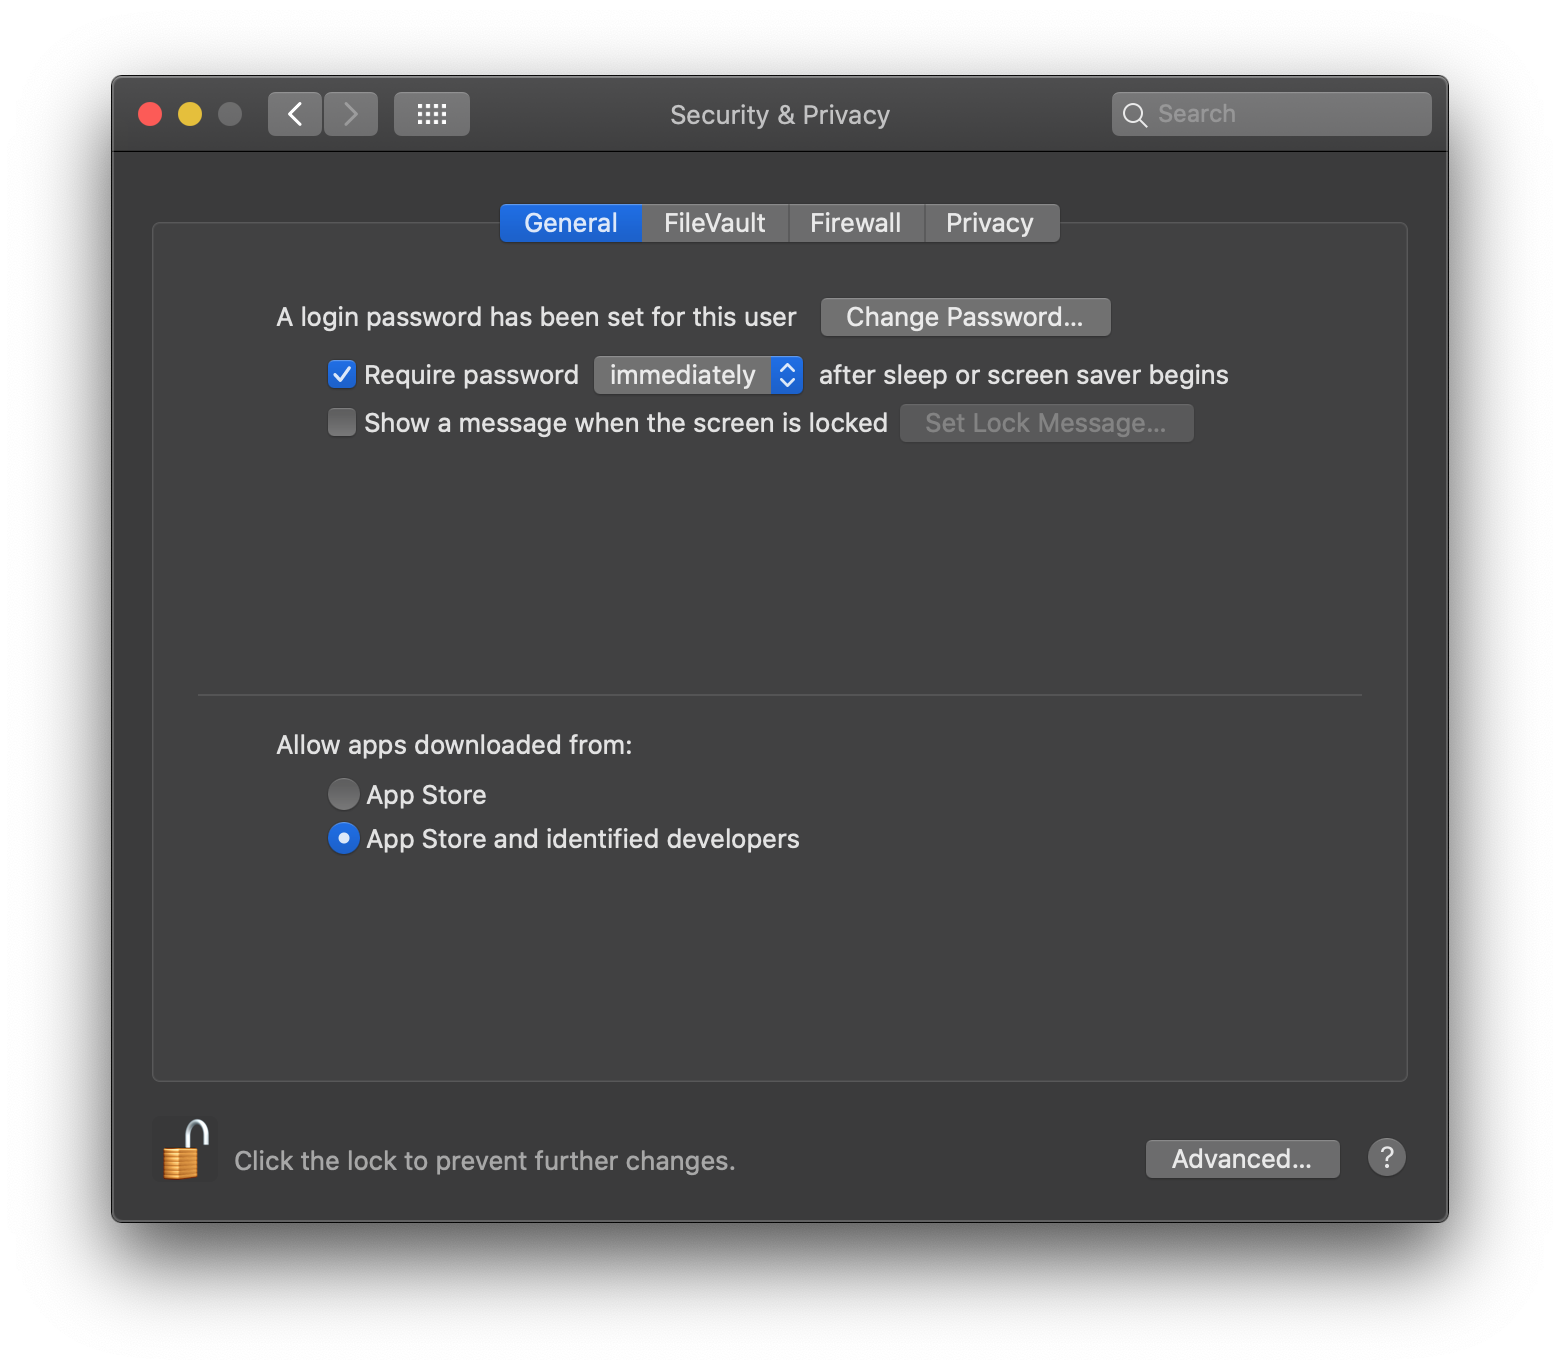 Security & Privacy
Search
General FileVault Firewall Privacy
A login password has been set for this user Change Password...
Require password immediately after sleep or screen saver begins
Show a message when the screen is locked Set Lock Message...
Allow apps downloaded from:
App Store
App Store and identified developers
Click the lock to prevent further changes.
Advanced...
?